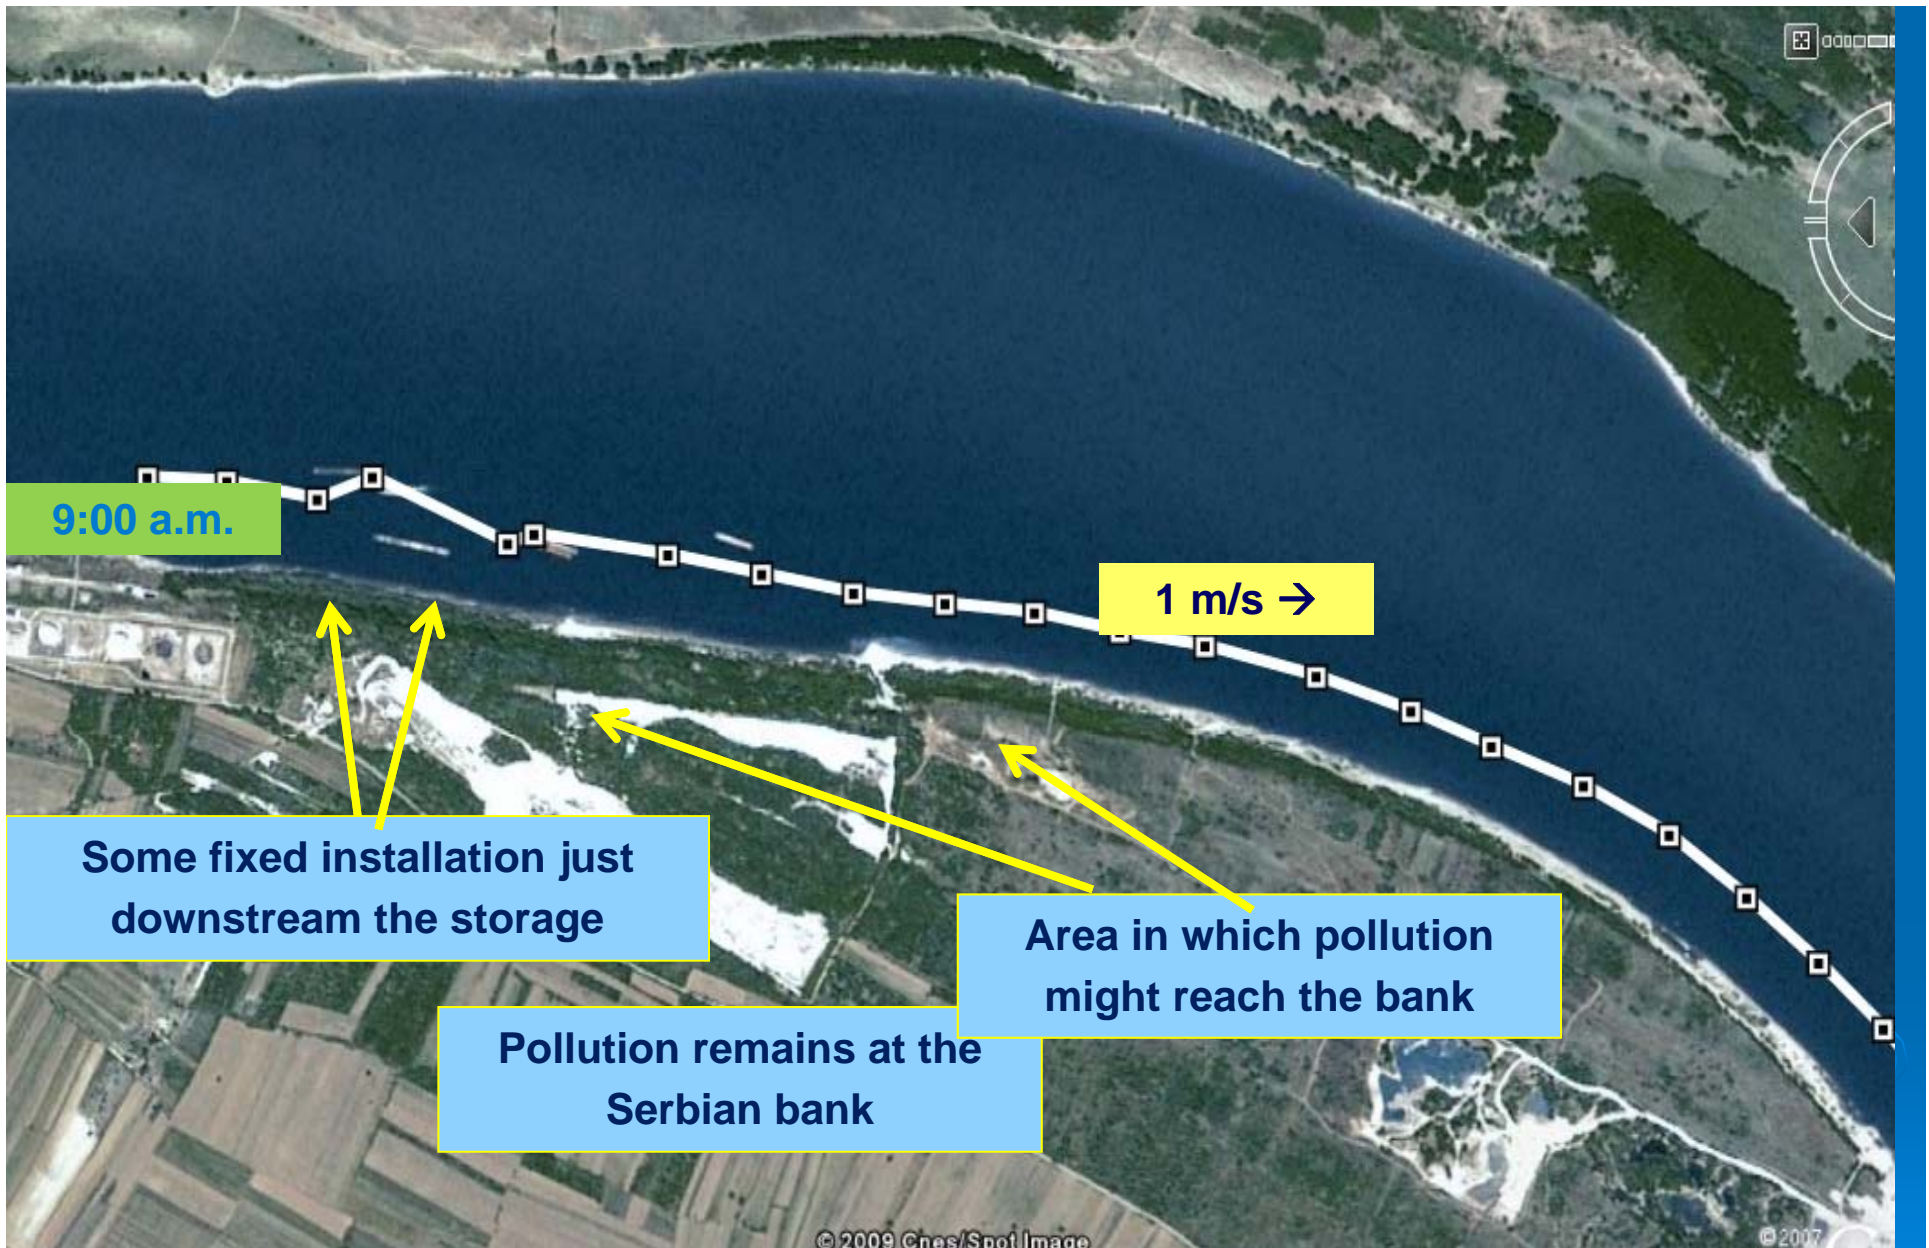 9:00 a.m.
1 m/s →
Some fixed installation just
downstream the storage
Area in which pollution
might reach the bank
Pollution remains at the
Serbian bank
© 2009 Cnes/Spot Image
© 2007